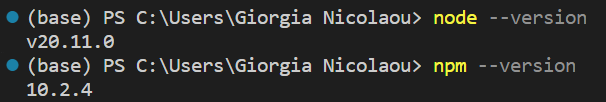 (base) PS C:\Users\Giorgia Nicolaou> node --version
v20.11.0
(base) PS C:\Users\Giorgia Nicolaou> npm --version
10.2.4